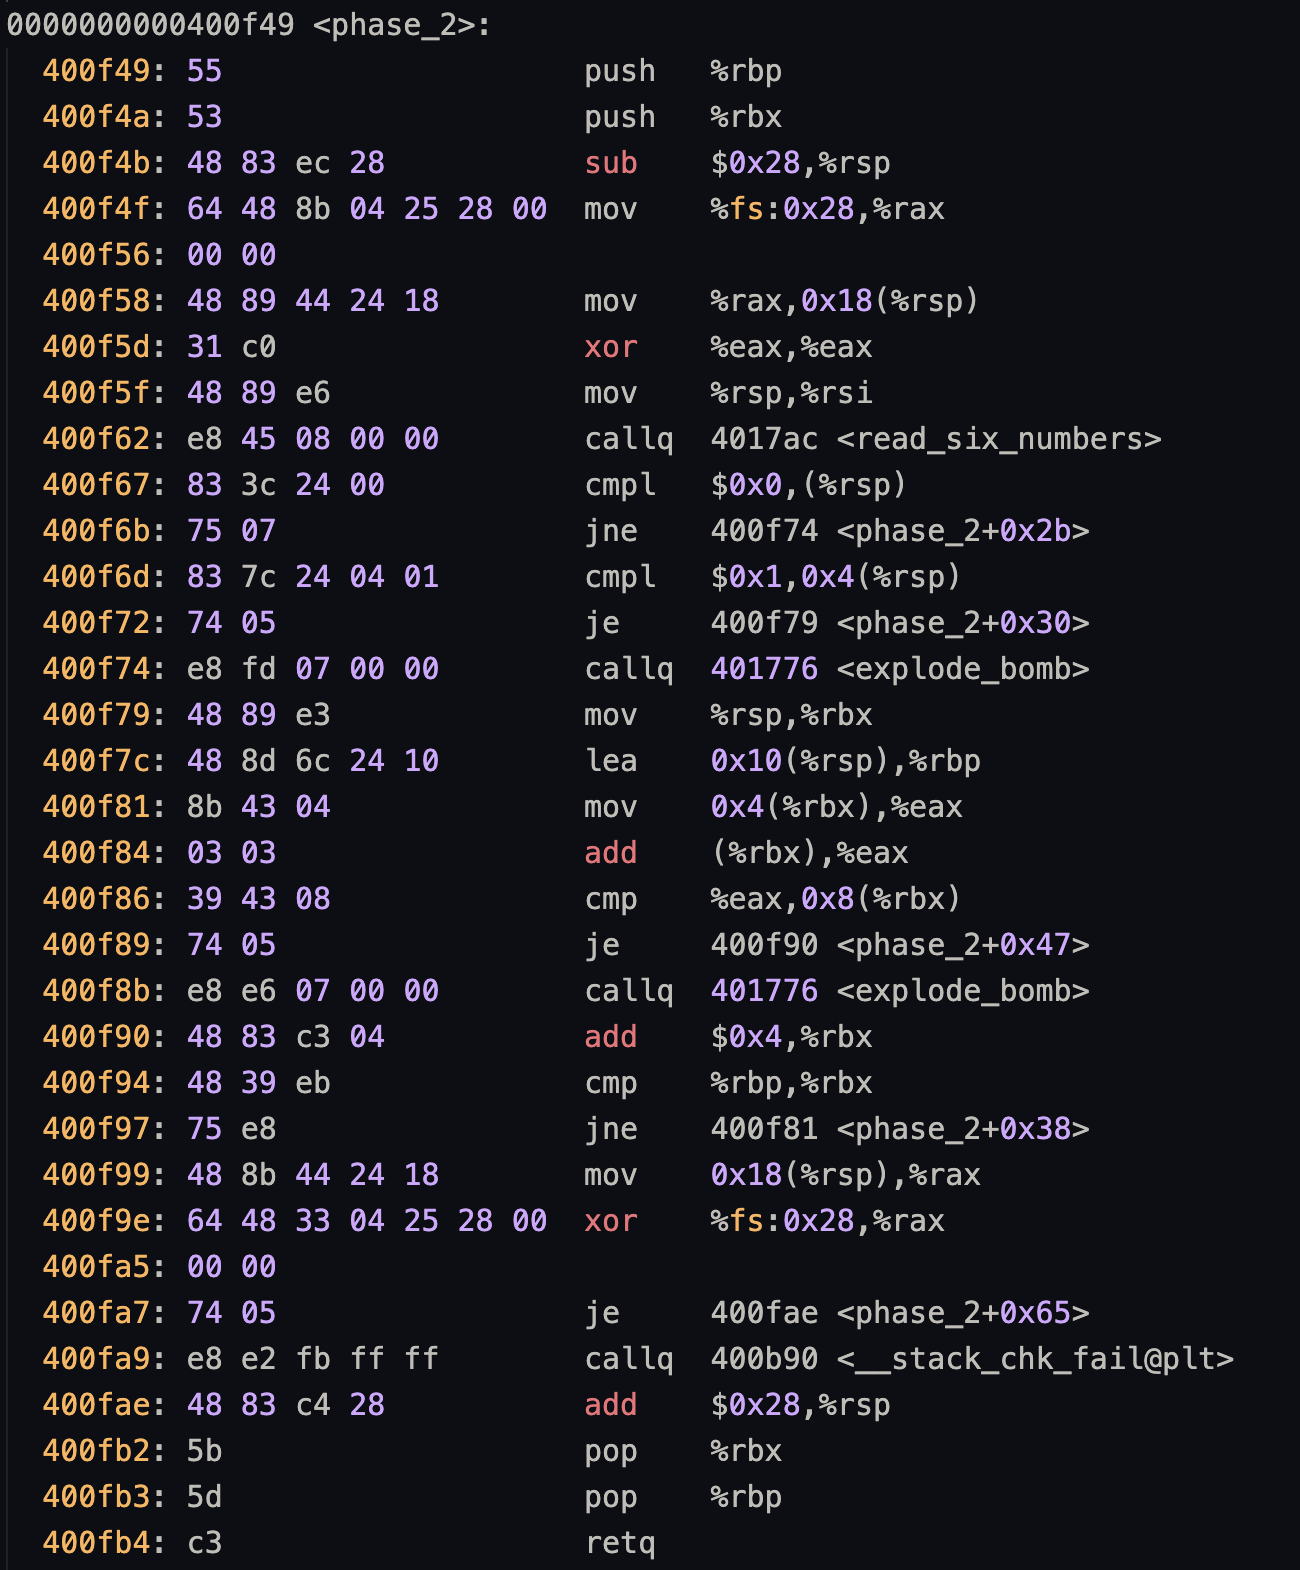 0000000000400f49 <phase_2>:
400f49: 55 push %rbp
400f4a: 53 push %rbx
400f4b: 48 83 ec 28 sub $0x28,%rsp
400f4f: 64 48 8b 04 25 28 00 mov %fs:0x28,%rax
400f56: 00 00
400f58: 48 89 44 24 18 mov %rax,0x18(%rsp)
400f5d: 31 c0 xor %eax,%eax
400f5f: 48 89 e6 mov %rsp,%rsi
400f62: e8 45 08 00 00 callq 4017ac <read_six_numbers>
400f67: 83 3c 24 00 cmpl $0x0,(%rsp)
400f6b: 75 07 jne 400f74 <phase_2+0x2b>
400f6d: 83 7c 24 04 01 cmpl $0x1,0x4(%rsp)
400f72: 74 05 je 400f79 <phase_2+0x30>
400f74: e8 fd 07 00 00 callq 401776 <explode_bomb>
400f79: 48 89 e3 mov %rsp,%rbx
400f7c: 48 8d 6c 24 10 lea 0x10(%rsp),%rbp
400f81: 8b 43 04 mov 0x4(%rbx),%eax
400f84: 03 03 add (%rbx),%eax
400f86: 39 43 08 cmp %eax,0x8(%rbx)
400f89: 74 05 je 400f90 <phase_2+0x47>
400f8b: e8 e6 07 00 00 callq 401776 <explode_bomb>
400f90: 48 83 c3 04 add $0x4,%rbx
400f94: 48 39 eb cmp %rbp,%rbx
400f97: 75 e8 jne 400f81 <phase_2+0x38>
400f99: 48 8b 44 24 18 mov 0x18(%rsp),%rax
400f9e: 64 48 33 04 25 28 00 xor %fs:0x28,%rax
400fa5: 00 00
400fa7: 74 05 je 400fae <phase_2+0x65>
400fa9: e8 e2 fb ff ff callq 400b90 <__stack_chk_fail@plt>
400fae: 48 83 c4 28 add $0x28,%rsp
400fb2: 5b pop %rbx
400fb3: 5d pop %rbp
400fb4: c3 retq